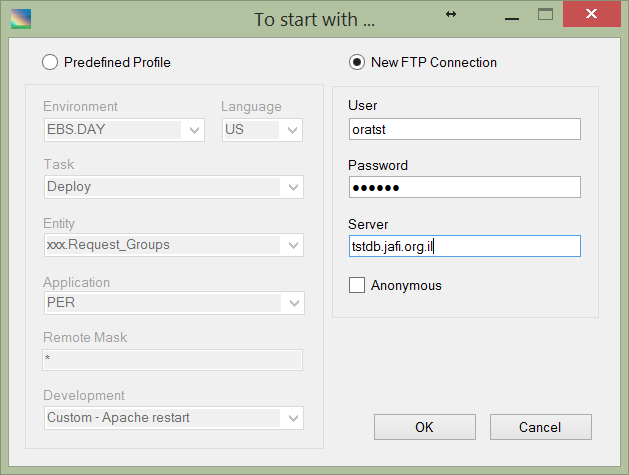 To start with ...
Predefined Profile
New FTP Connection
Environment
Language
EBS.DAY
US
Task
Deploy
Entity
xxx.Request_Groups
Application
PER
Remote Mask
*
Development
Custom - Apache restart
User
oratst
Password
●●●●●●
Server
tstdb.jafi.org.il
Anonymous
OK
Cancel